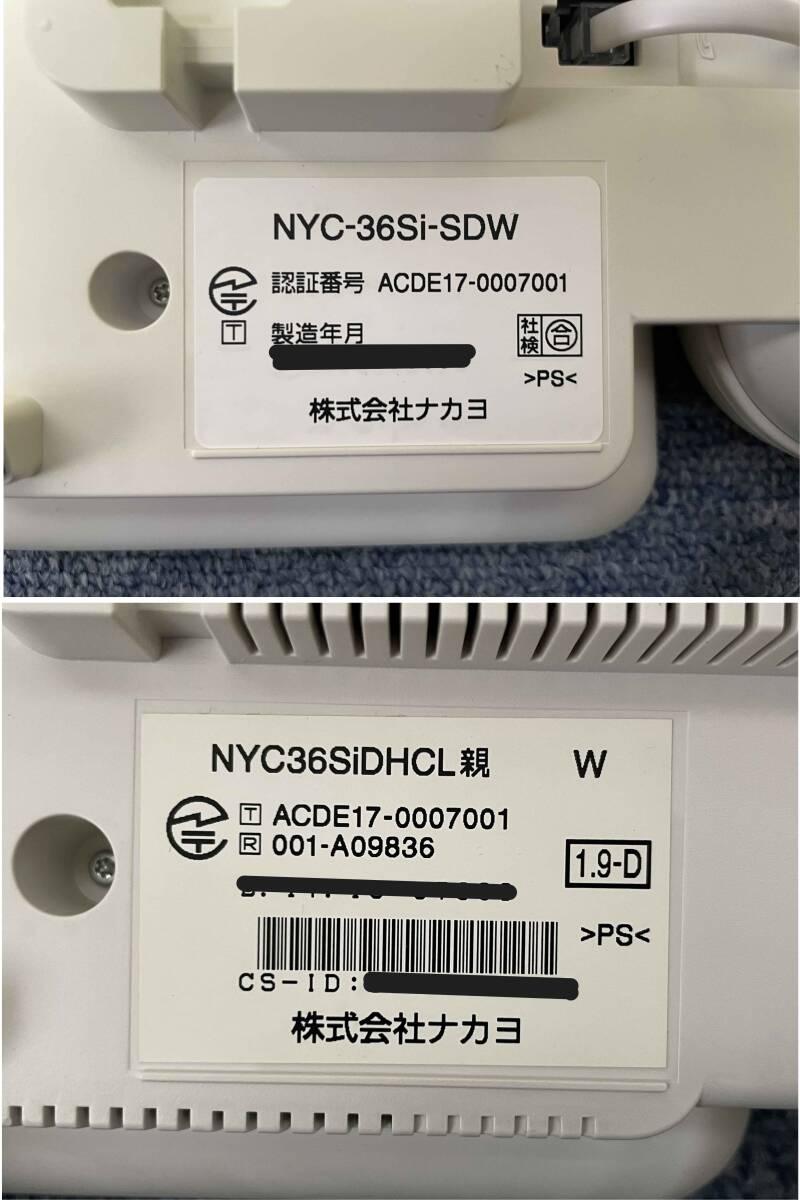 NYC-36Si-SDW
認証番号 ACDE17-0007001
T 製造年月
社検 合
>PS<
株式会社ナカヨ
NYC36SiDHCL親 W
T ACDE17-0007001
R 001-A09836
1.9-D
>PS<
CS-ID:
株式会社ナカヨ